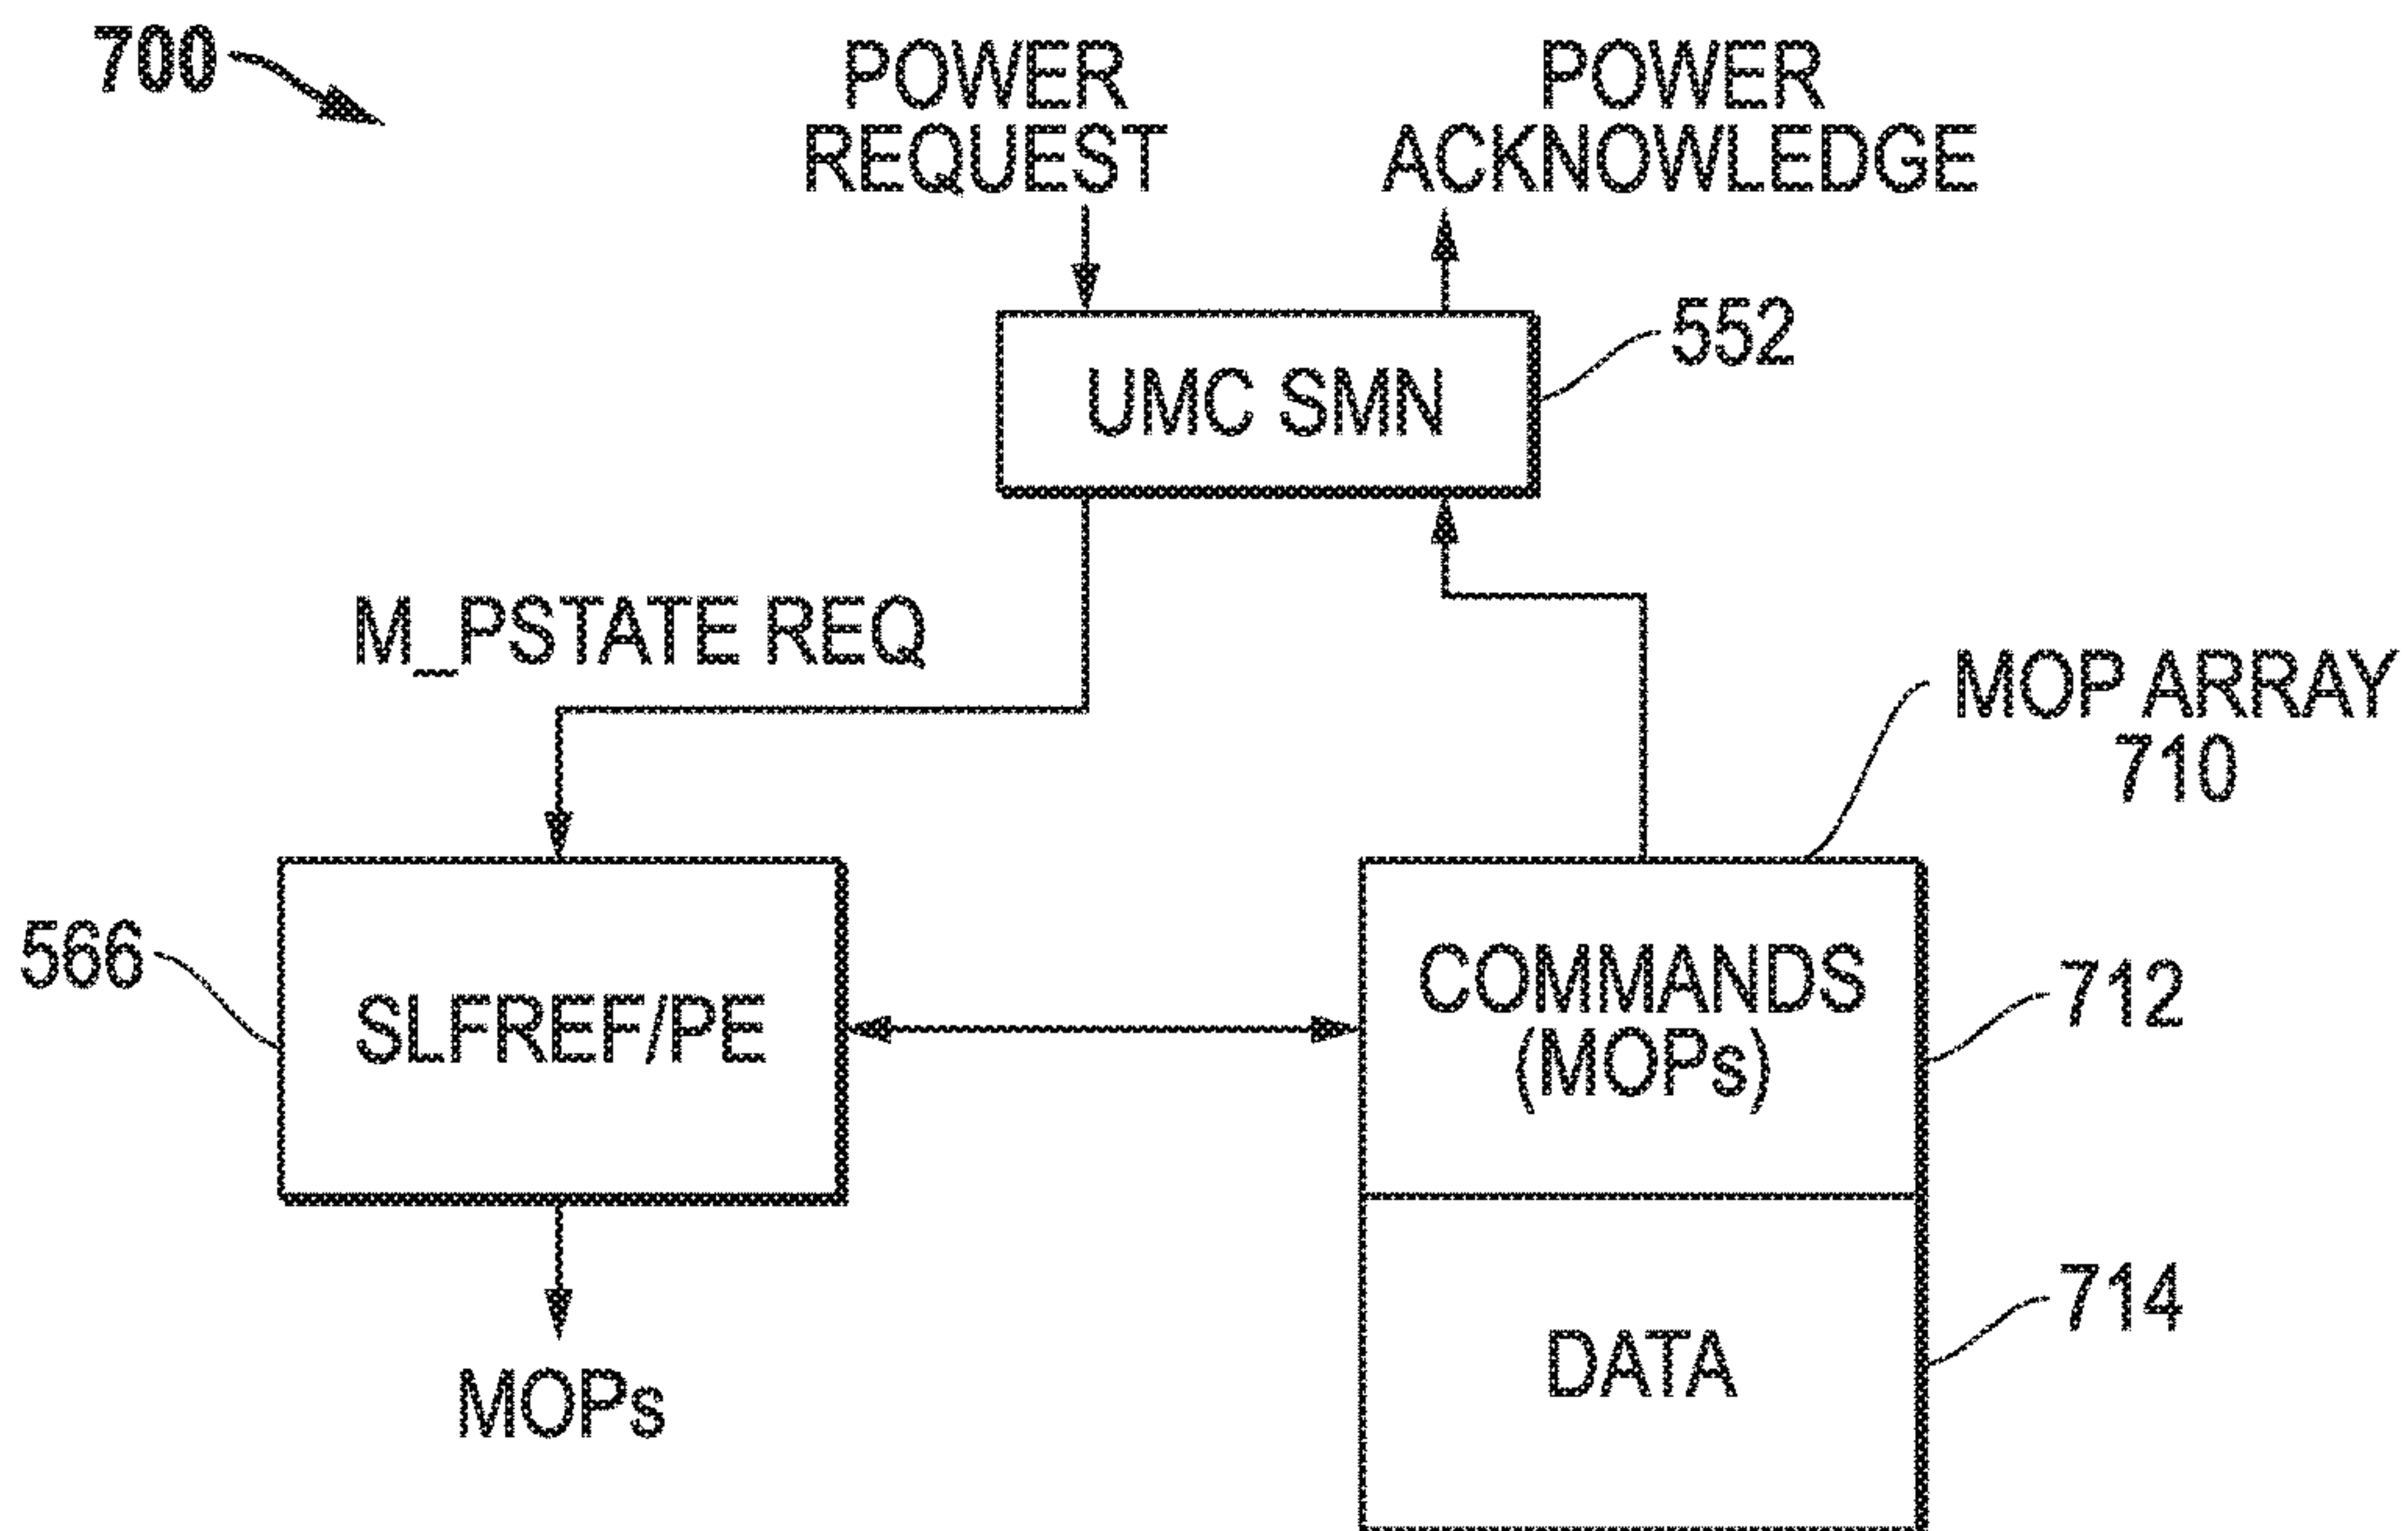 700
POWER
REQUEST
POWER
ACKNOWLEDGE
UMC SMN
552
M_PSTATE REQ
MOP ARRAY
710
566
SLFREF/PE
COMMANDS
(MOPs)
712
714
DATA
MOPs